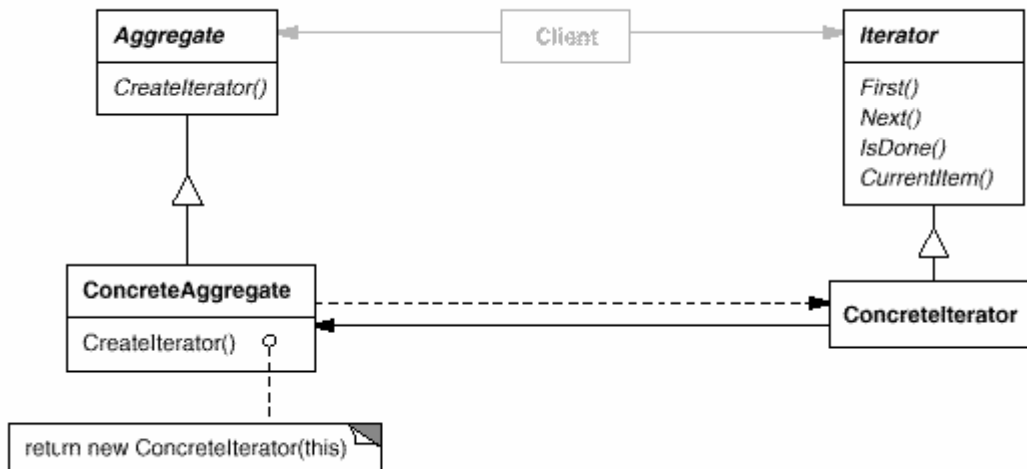 Aggregate
CreateIterator()
Client
Iterator
First()
Next()
IsDone()
CurrentItem()
ConcreteAggregate
CreateIterator()
ConcreteIterator
return new ConcreteIterator(this)